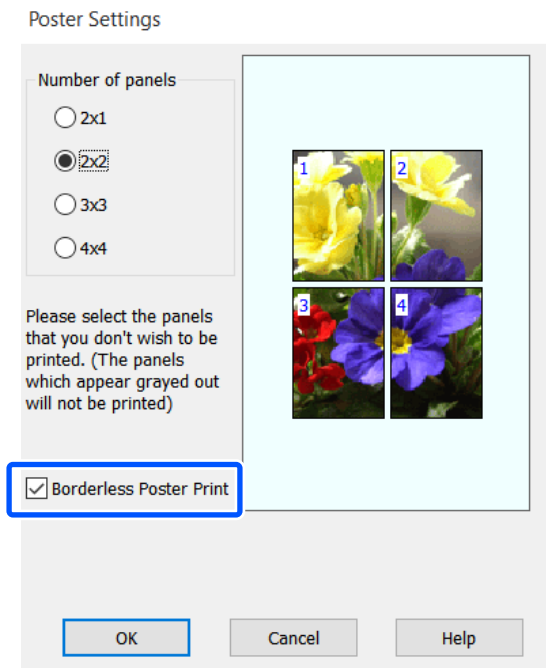 Poster Settings
Number of panels
2x1
2x2
3x3
4x4
Please select the panels
that you don't wish to be
printed. (The panels
which appear grayed out
will not be printed)
Borderless Poster Print
1
2
3
4
OK
Cancel
Help